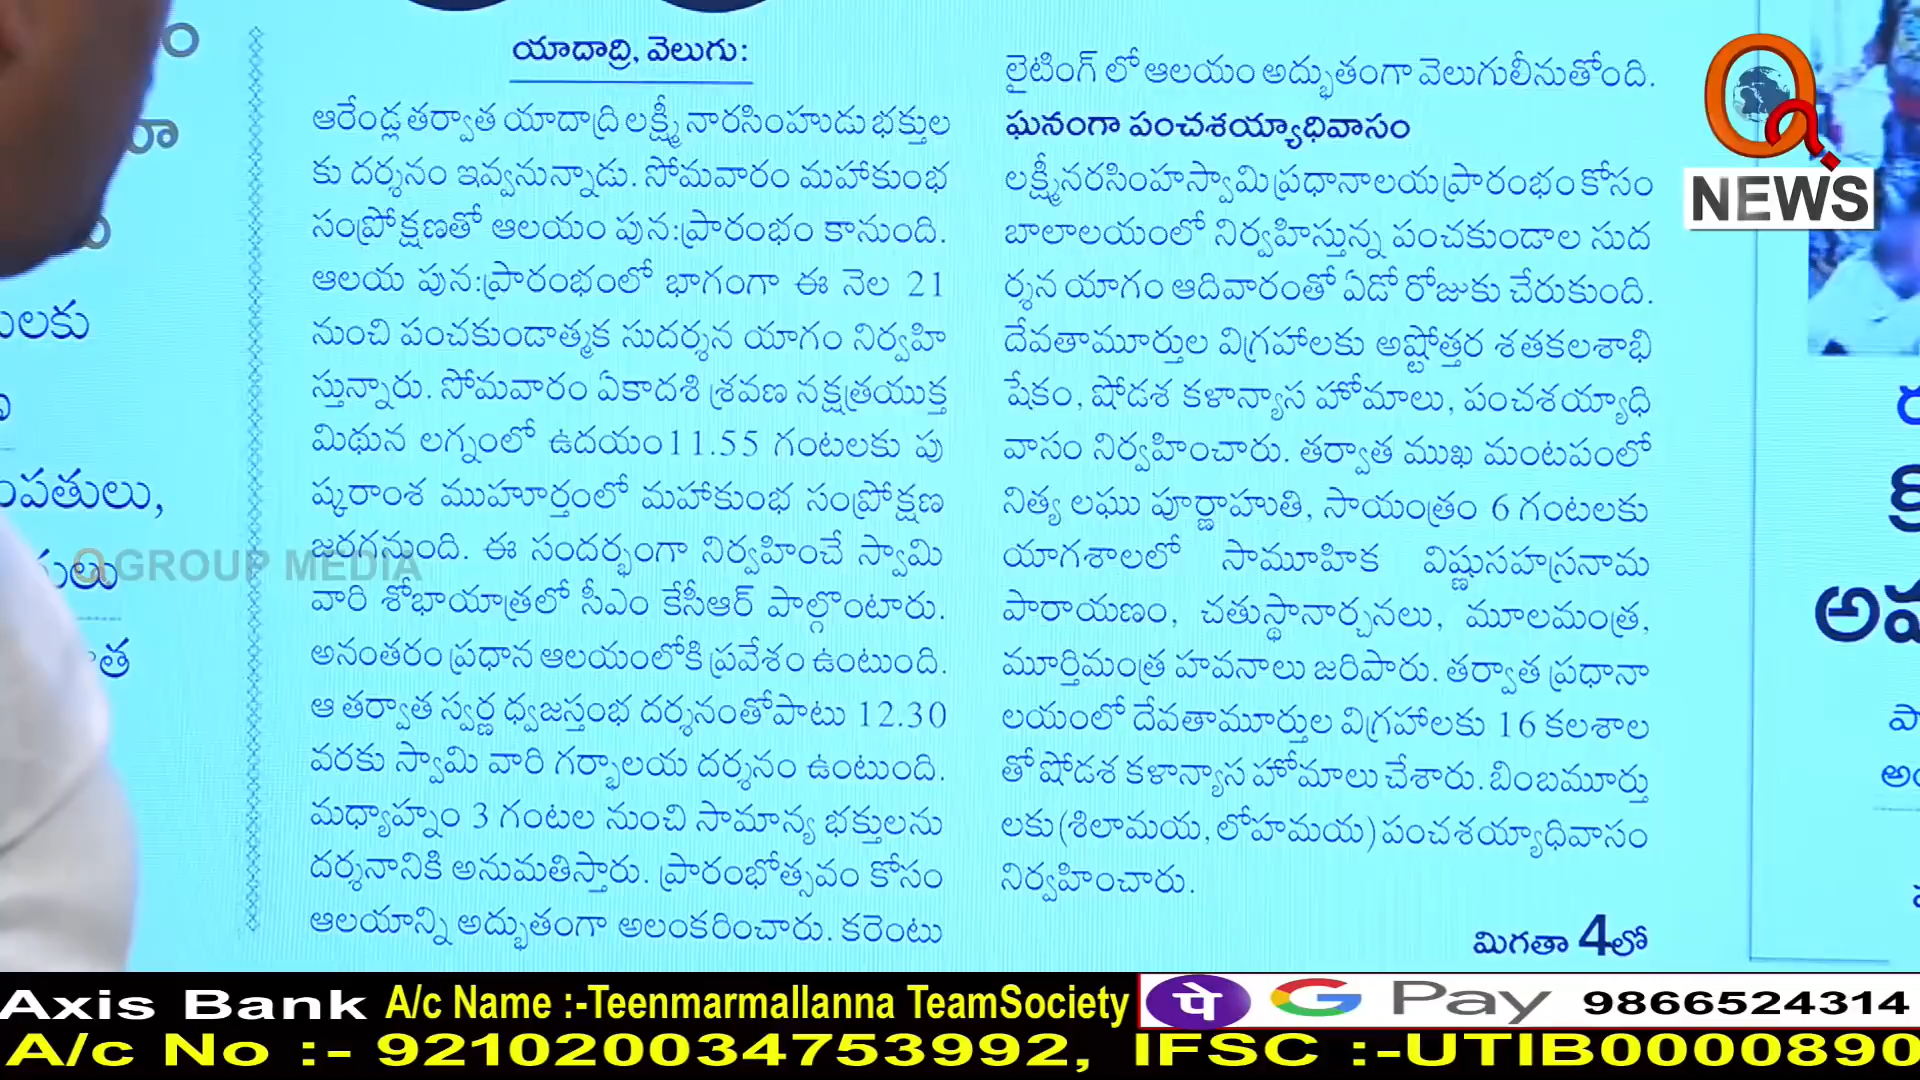 యాదాద్రి, వెలుగు:
ఆరేండ్ల తర్వాత యాదాద్రి లక్ష్మీ నారసింహుడు భక్తుల
కు దర్శనం ఇవ్వనున్నాడు. సోమవారం మహాకుంభ
సంప్రోక్షణతో ఆలయం పున:ప్రారంభం కానుంది.
ఆలయ పున:ప్రారంభంలో భాగంగా ఈ నెల 21
నుంచి పంచకుండాత్మక సుదర్శన యాగం నిర్వహి
స్తున్నారు. సోమవారం ఏకాదశి శ్రవణ నక్షత్రయుక్త
మిథున లగ్నంలో ఉదయం11.55 గంటలకు పు
ష్కరాంశ ముహూర్తంలో మహాకుంభ సంప్రోక్షణ
జరగనుంది. ఈ సందర్భంగా నిర్వహించే స్వామి
వారి శోభాయాత్రలో సీఎం కేసీఆర్ పాల్గొంటారు.
అనంతరం ప్రధాన ఆలయంలోకి ప్రవేశం ఉంటుంది.
ఆ తర్వాత స్వర్ణ ధ్వజస్తంభ దర్శనంతోపాటు 12.30
వరకు స్వామి వారి గర్భాలయ దర్శనం ఉంటుంది.
మధ్యాహ్నం 3 గంటల నుంచి సామాన్య భక్తులను
దర్శనానికి అనుమతిస్తారు. ప్రారంభోత్సవం కోసం
ఆలయాన్ని అద్భుతంగా అలంకరించారు. కరెంటు
లైటింగ్ లో ఆలయం అద్భుతంగా వెలుగులీనుతోంది.
ఘనంగా పంచశయ్యాధివాసం
లక్ష్మీనరసింహస్వామి ప్రధానాలయ ప్రారంభం కోసం
బాలాలయంలో నిర్వహిస్తున్న పంచకుండాల సుద
ర్శన యాగం ఆదివారంతో ఏడో రోజుకు చేరుకుంది.
దేవతామూర్తుల విగ్రహాలకు అష్టోత్తర శతకలశాభి
షేకం, షోడశ కళాన్యాస హోమాలు, పంచశయ్యాధి
వాసం నిర్వహించారు. తర్వాత ముఖ మంటపంలో
నిత్య లఘు పూర్ణాహుతి, సాయంత్రం 6 గంటలకు
యాగశాలలో సామూహిక విష్ణుసహస్రనామ
పారాయణం, చతుస్థానార్చనలు, మూలమంత్ర,
మూర్తిమంత్ర హవనాలు జరిపారు. తర్వాత ప్రధానా
లయంలో దేవతామూర్తుల విగ్రహాలకు 16 కలశాల
తో షోడశ కళాన్యాస హోమాలు చేశారు. బింబమూర్తు
లకు (శిలామయ, లోహమయ) పంచశయ్యాధివాసం
నిర్వహించారు.
మిగతా 4లో
Q NEWS
Q GROUP MEDIA
Axis Bank A/c Name :-Teenmarmallanna TeamSociety
పే G Pay 9866524314
A/c No :- 921020034753992, IFSC :-UTIB0000890